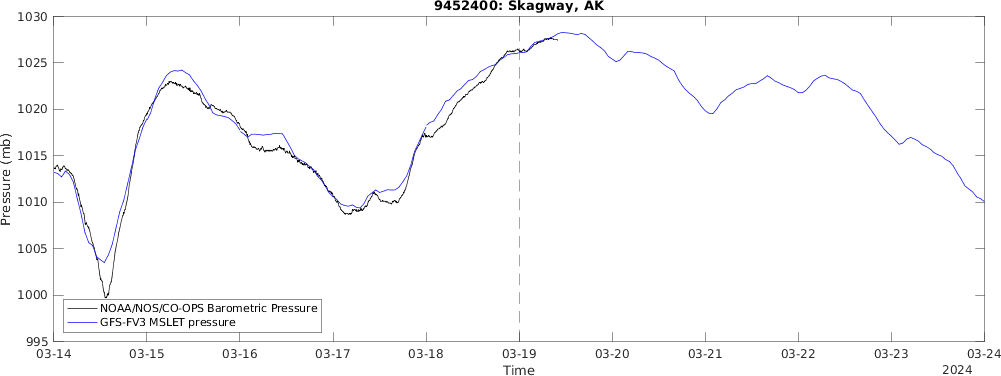 9452400: Skagway, AK
1030
1025
1020
1015
1010
1005
1000
995
Pressure (mb)
NOAA/NOS/CO-OPS Barometric Pressure
GFS-FV3 MSLET pressure
03-14 03-15 03-16 03-17 03-18 03-19 03-20 03-21 03-22 03-23 03-24
Time
2024